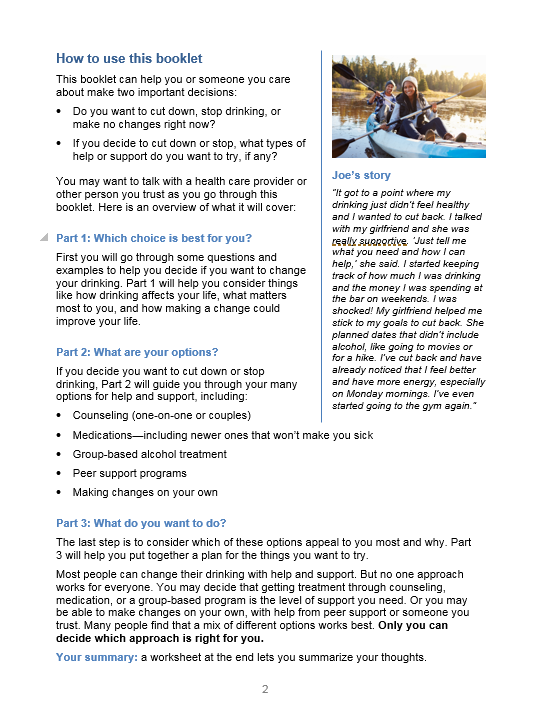 How to use this booklet
This booklet can help you or someone you care
about make two important decisions:
• Do you want to cut down, stop drinking, or
make no changes right now?
• If you decide to cut down or stop, what types of
help or support do you want to try, if any?
You may want to talk with a health care provider or
other person you trust as you go through this
booklet. Here is an overview of what it will cover:
Part 1: Which choice is best for you?
First you will go through some questions and
examples to help you decide if you want to change
your drinking. Part 1 will help you consider things
like how drinking affects your life, what matters
most to you, and how making a change could
improve your life.
Part 2: What are your options?
If you decide you want to cut down or stop
drinking, Part 2 will guide you through your many
options for help and support, including:
• Counseling (one-on-one or couples)
• Medications—including newer ones that won’t make you sick
• Group-based alcohol treatment
• Peer support programs
• Making changes on your own
Joe’s story
“It got to a point where my
drinking just didn’t feel healthy
and I wanted to cut back. I talked
with my girlfriend and she was
really supportive. ‘Just tell me
what you need and how I can
help,’ she said. I started keeping
track of how much I was drinking
and the money I was spending at
the bar on weekends. I was
shocked! My girlfriend helped me
stick to my goals to cut back. She
planned dates that didn’t include
alcohol, like going to movies or
for a hike. I’ve cut back and have
already noticed that I feel better
and have more energy, especially
on Monday mornings. I’ve even
started going to the gym again.”
Part 3: What do you want to do?
The last step is to consider which of these options appeal to you most and why. Part
3 will help you put together a plan for the things you want to try.
Most people can change their drinking with help and support. But no one approach
works for everyone. You may decide that getting treatment through counseling,
medication, or a group-based program is the level of support you need. Or you may
be able to make changes on your own, with help from peer support or someone you
trust. Many people find that a mix of different options works best. Only you can
decide which approach is right for you.
Your summary: a worksheet at the end lets you summarize your thoughts.
2